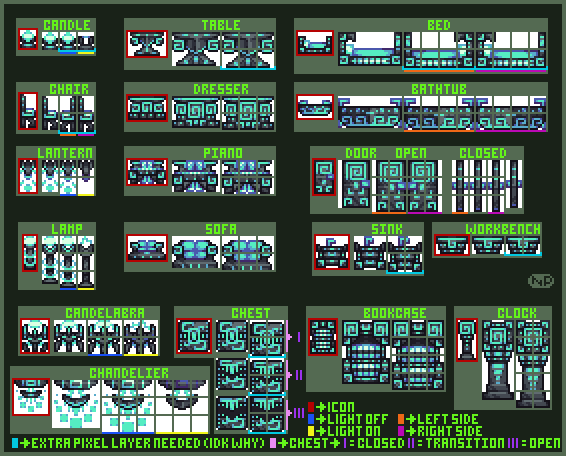 CANDLE TABLE BED
CHAIR DRESSER BATHTUB
LANTERN PIANO DOOR OPEN CLOSED
LAMP SOFA SINK WORKBENCH
CANDELABRA CHEST BOOKCASE CLOCK
I
CHANDELIER II
III
→ICON
→LIGHT OFF →LEFT SIDE
→LIGHT ON →RIGHT SIDE
→EXTRA PIXEL LAYER NEEDED (IDK WHY) →CHEST→ I:CLOSED II:TRANSITION III:OPEN